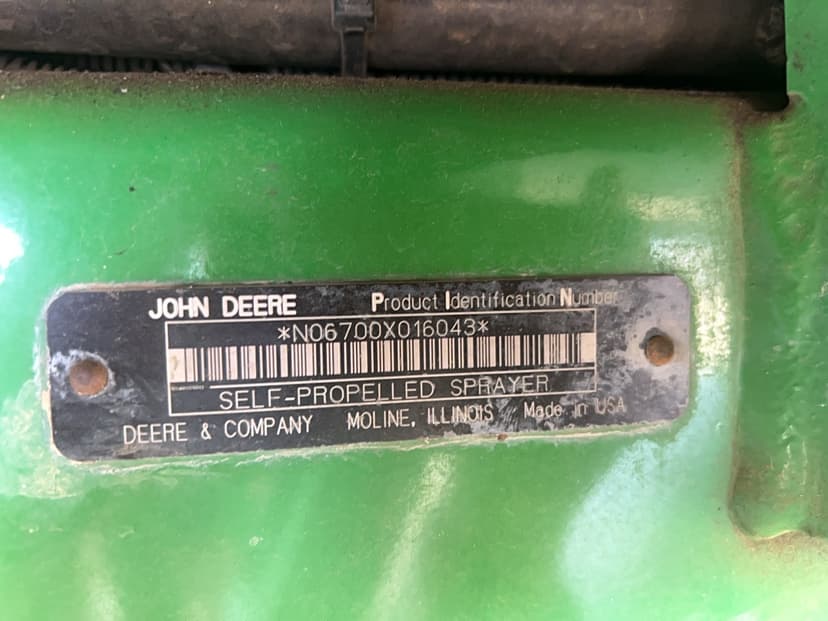 JOHN DEERE Product Identification Number
*N06700X016043*
SELF-PROPELLED SPRAYER
DEERE & COMPANY MOLINE, ILLINOIS Made in USA